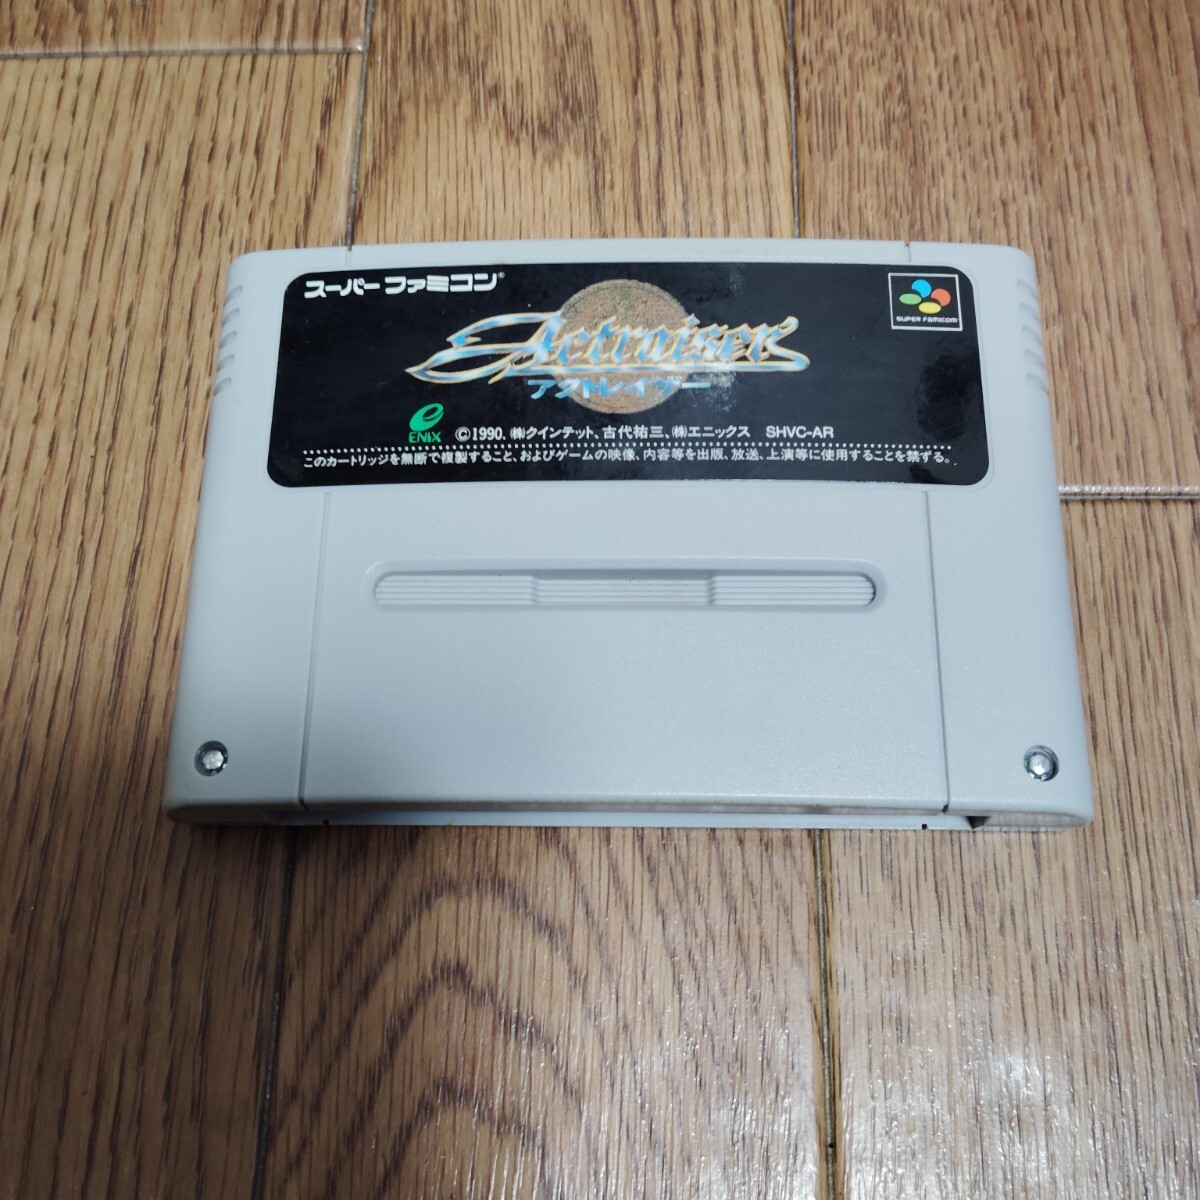 スーパーファミコン®
SUPER FAMICOM
Actraiser
アクトレイザー
ENIX
©1990, ㈱クインテット、古代祐三、㈱エニックス SHVC-AR
このカートリッジを無断で複製すること、およびゲームの映像、内容等を出版、放送、上演等に使用することを禁ずる。